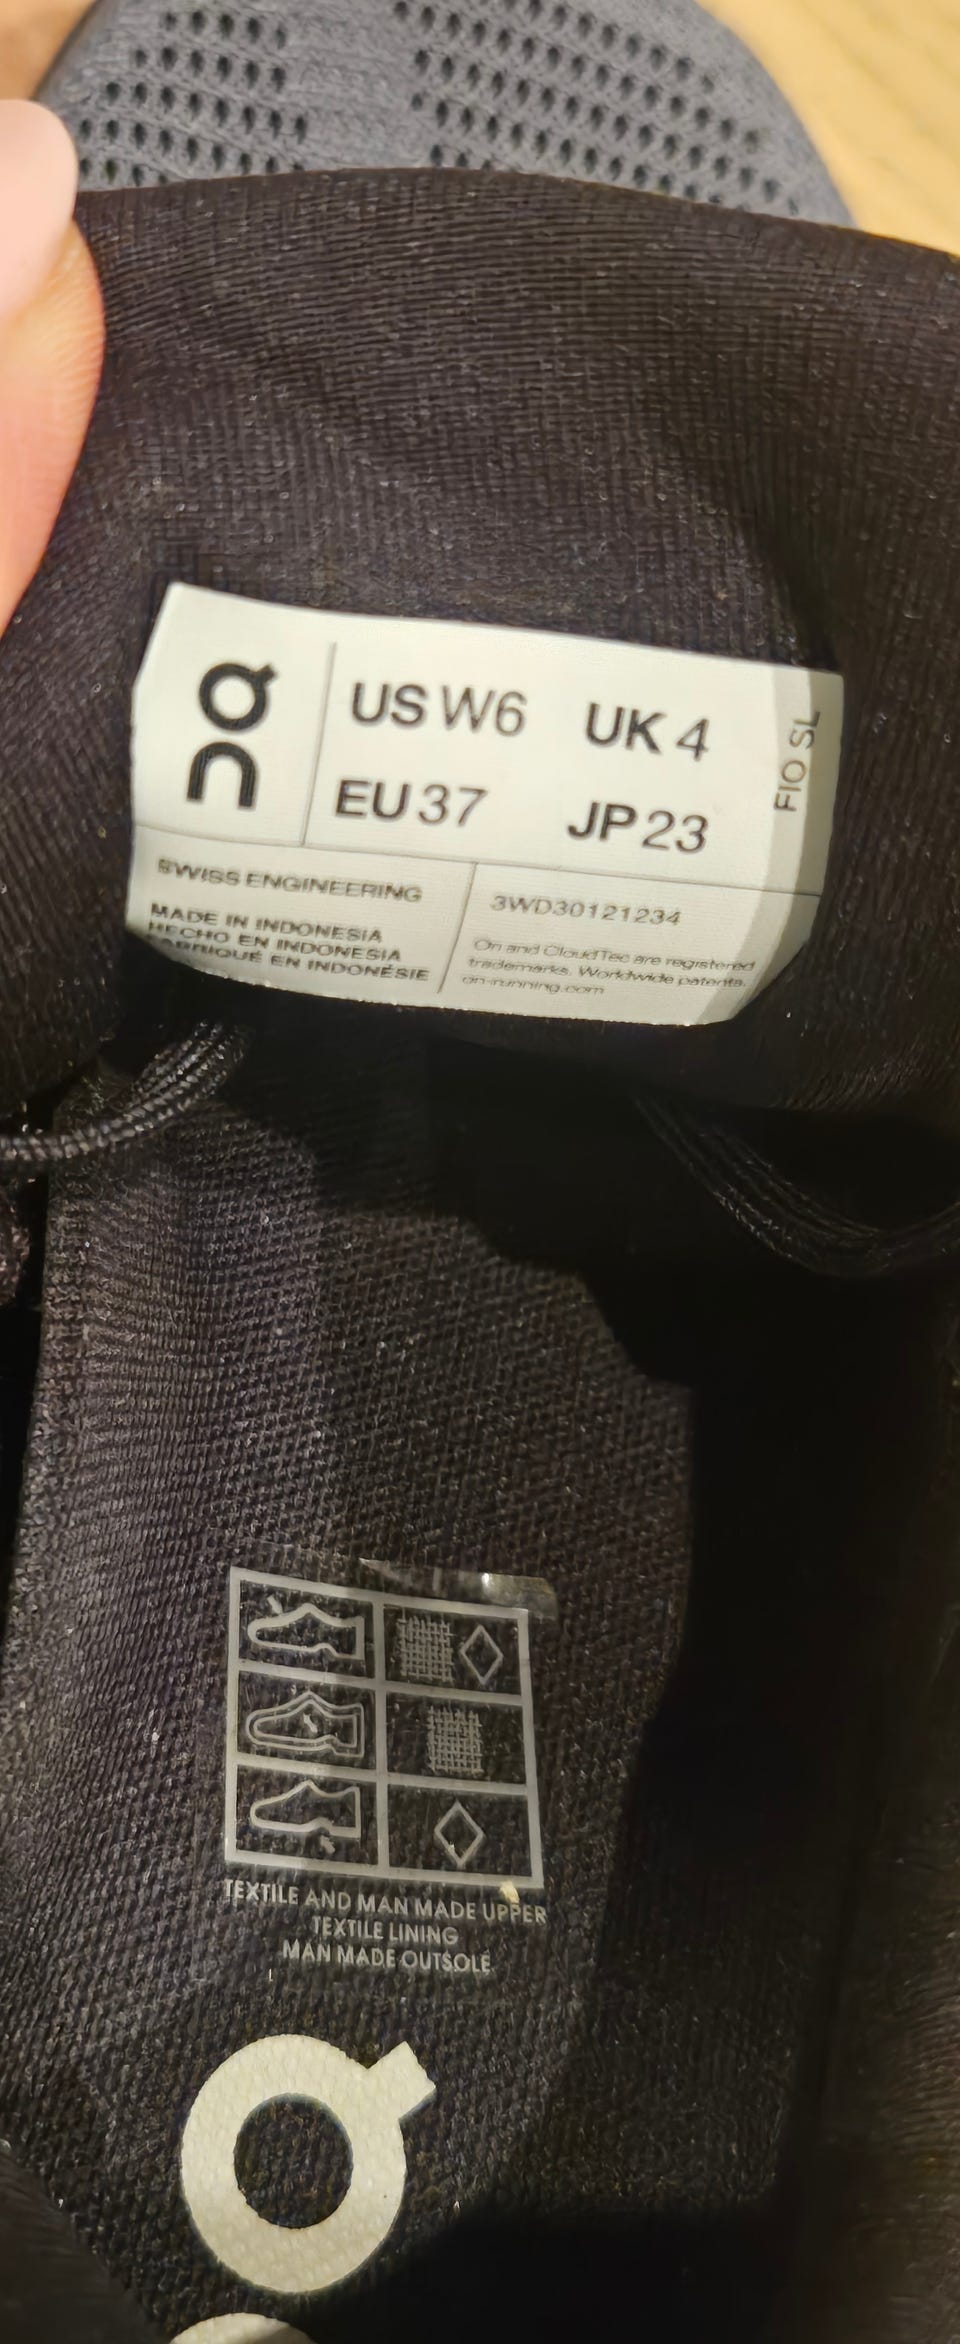 On
US W6 UK 4
EU 37 JP 23
FIO SL
SWISS ENGINEERING
MADE IN INDONESIA
HECHO EN INDONESIA
FABRIQUÉ EN INDONÉSIE
3WD30121234
On and CloudTec are registered
trademarks. Worldwide patents.
on-running.com
TEXTILE AND MAN MADE UPPER
TEXTILE LINING
MAN MADE OUTSOLE